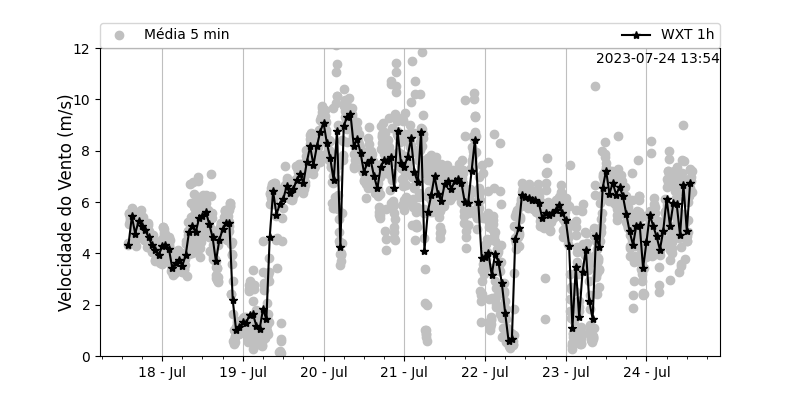 Média 5 min
WXT 1h
2023-07-24 13:54
Velocidade do Vento (m/s)
12
10
8
6
4
2
0
18 - Jul
19 - Jul
20 - Jul
21 - Jul
22 - Jul
23 - Jul
24 - Jul